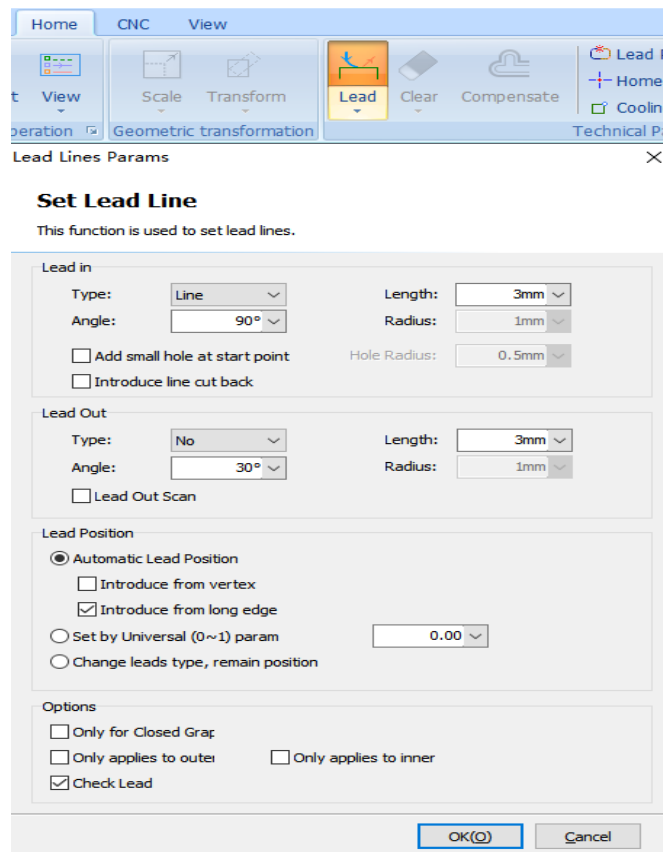 Home CNC View
t View Scale Transform Lead Clear Compensate Lead
Home
Coolin
peration Geometric transformation Technical P
Lead Lines Params
Set Lead Line
This function is used to set lead lines.
Lead in
Type: Line Length: 3mm
Angle: 90° Radius: 1mm
Add small hole at start point Hole Radius: 0.5mm
Introduce line cut back
Lead Out
Type: No Length: 3mm
Angle: 30° Radius: 1mm
Lead Out Scan
Lead Position
Automatic Lead Position
Introduce from vertex
Introduce from long edge
Set by Universal (0~1) param 0.00
Change leads type, remain position
Options
Only for Closed Grap
Only applies to outer Only applies to inner
Check Lead
OK(O) Cancel